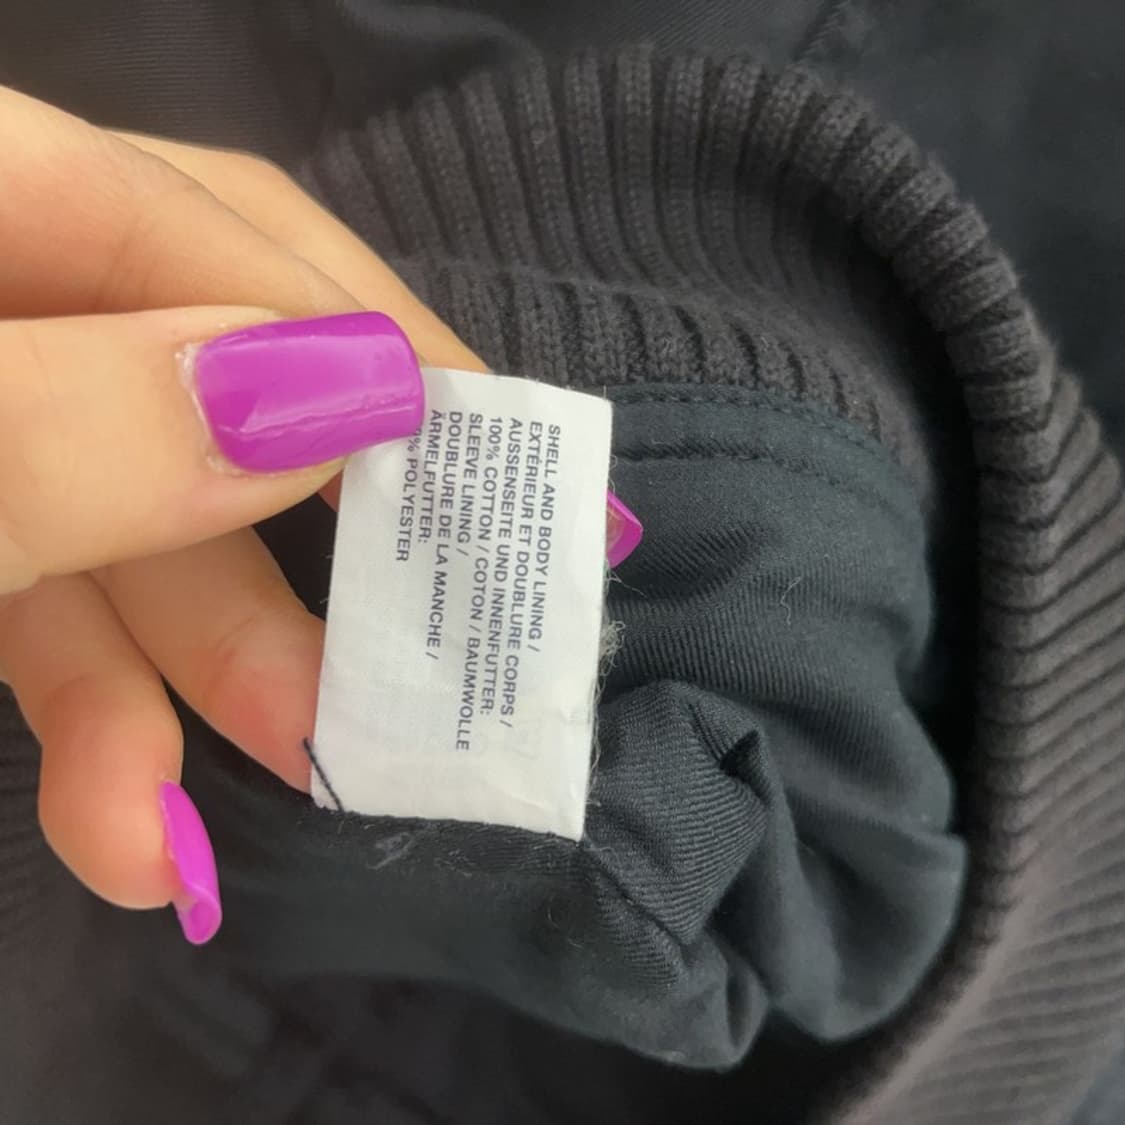 SHELL AND BODY LINING /
EXTÉRIEUR ET DOUBLURE CORPS /
AUSSENSEITE UND INNENFUTTER:
100% COTTON / COTON / BAUMWOLLE
SLEEVE LINING /
DOUBLURE DE LA MANCHE /
ÄRMELFUTTER:
POLYESTER